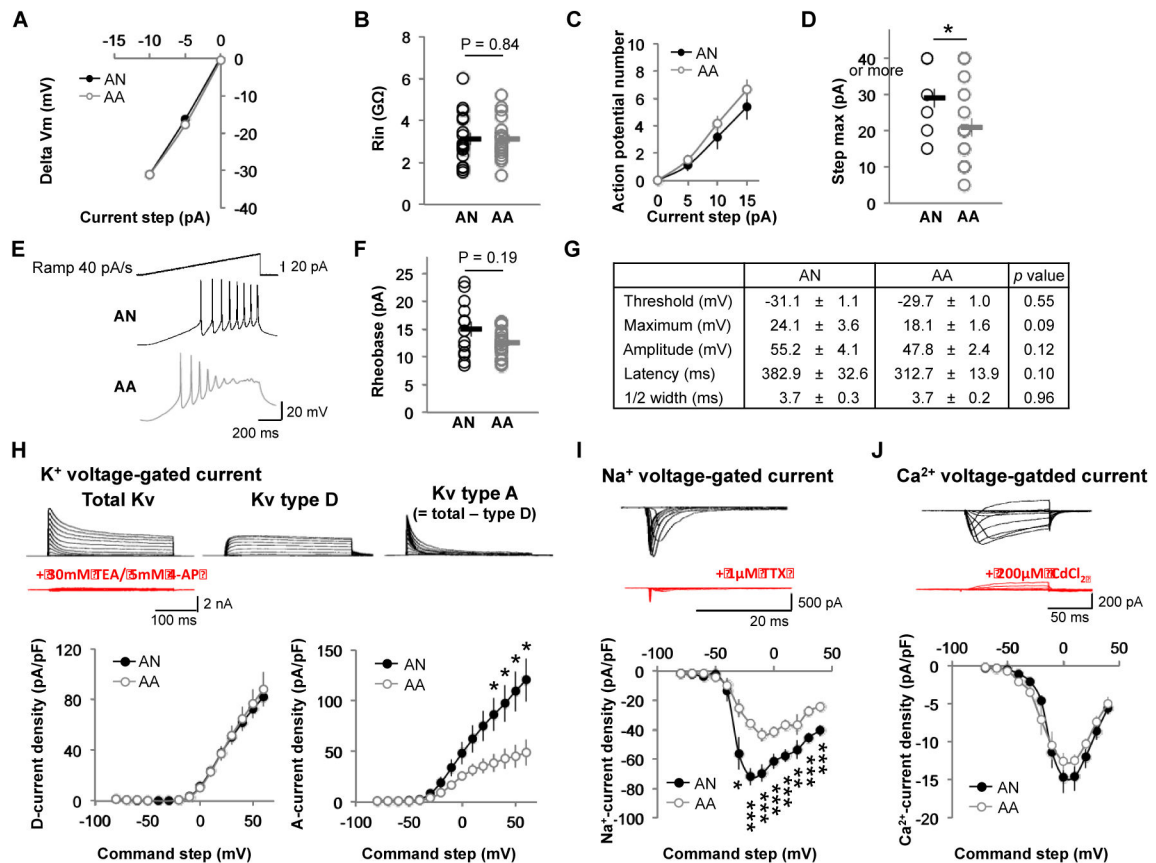 A
-15 -10 -5 0
AN
AA
0
-10
-20
-30
-40
Delta Vm (mV)
Current step (pA)
B
P = 0.84
8
6
4
2
0
Rin (GΩ)
AN AA
C
10
8
6
4
2
0
AN
AA
Action potential number
0 5 10 15
Current step (pA)
D
*
40
or more
30
20
10
0
Step max (pA)
AN AA
E
Ramp 40 pA/s
20 pA
AN
AA
20 mV
200 ms
F
P = 0.19
25
20
15
10
5
0
Rheobase (pA)
AN AA
G
AN AA p value
Threshold (mV) -31.1 ± 1.1 -29.7 ± 1.0 0.55
Maximum (mV) 24.1 ± 3.6 18.1 ± 1.6 0.09
Amplitude (mV) 55.2 ± 4.1 47.8 ± 2.4 0.12
Latency (ms) 382.9 ± 32.6 312.7 ± 13.9 0.10
1/2 width (ms) 3.7 ± 0.3 3.7 ± 0.2 0.96
H
K⁺ voltage-gated current
Total Kv
Kv type D
Kv type A
(= total – type D)
+ 30mM TEA/ 5mM 4-AP
2 nA
100 ms
120
80
40
0
D-current density (pA/pF)
AN
AA
-100 -50 0 50
Command step (mV)
150
100
50
0
A-current density (pA/pF)
AN
AA
* * * *
-100 -50 0 50
Command step (mV)
I
Na⁺ voltage-gated current
+ 1µM TTX
500 pA
20 ms
-100 -50 0 50
0
-20
-40
-60
-80
-100
Na⁺-current density (pA/pF)
AN
AA
* *** **** **** *** *** *** ***
Command step (mV)
J
Ca²⁺ voltage-gatded current
+ 200µM CdCl₂
200 pA
50 ms
-100 -50 0 50
0
-5
-10
-15
-20
Ca²⁺-current density (pA/pF)
AN
AA
Command step (mV)